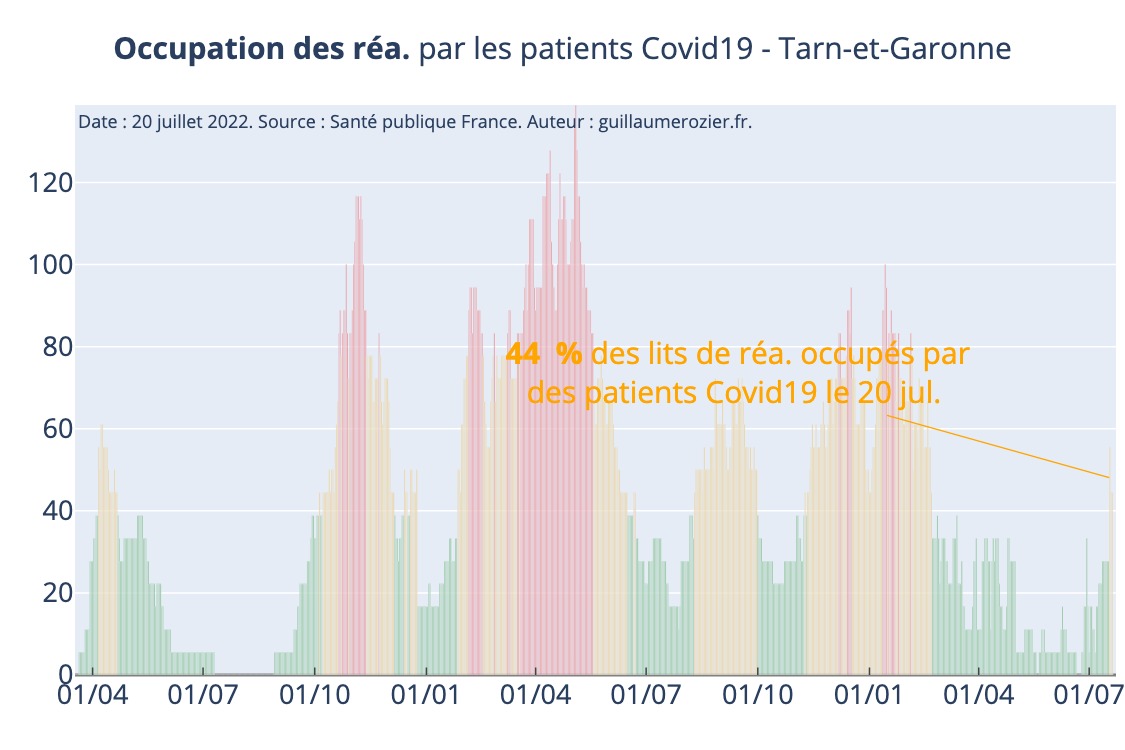 Occupation des réa. par les patients Covid19 - Tarn-et-Garonne
Date : 20 juillet 2022. Source : Santé publique France. Auteur : guillaumerozier.fr.
120
100
80
60
40
20
0
44 % des lits de réa. occupés par
des patients Covid19 le 20 jul.
01/04 01/07 01/10 01/01 01/04 01/07 01/10 01/01 01/04 01/07